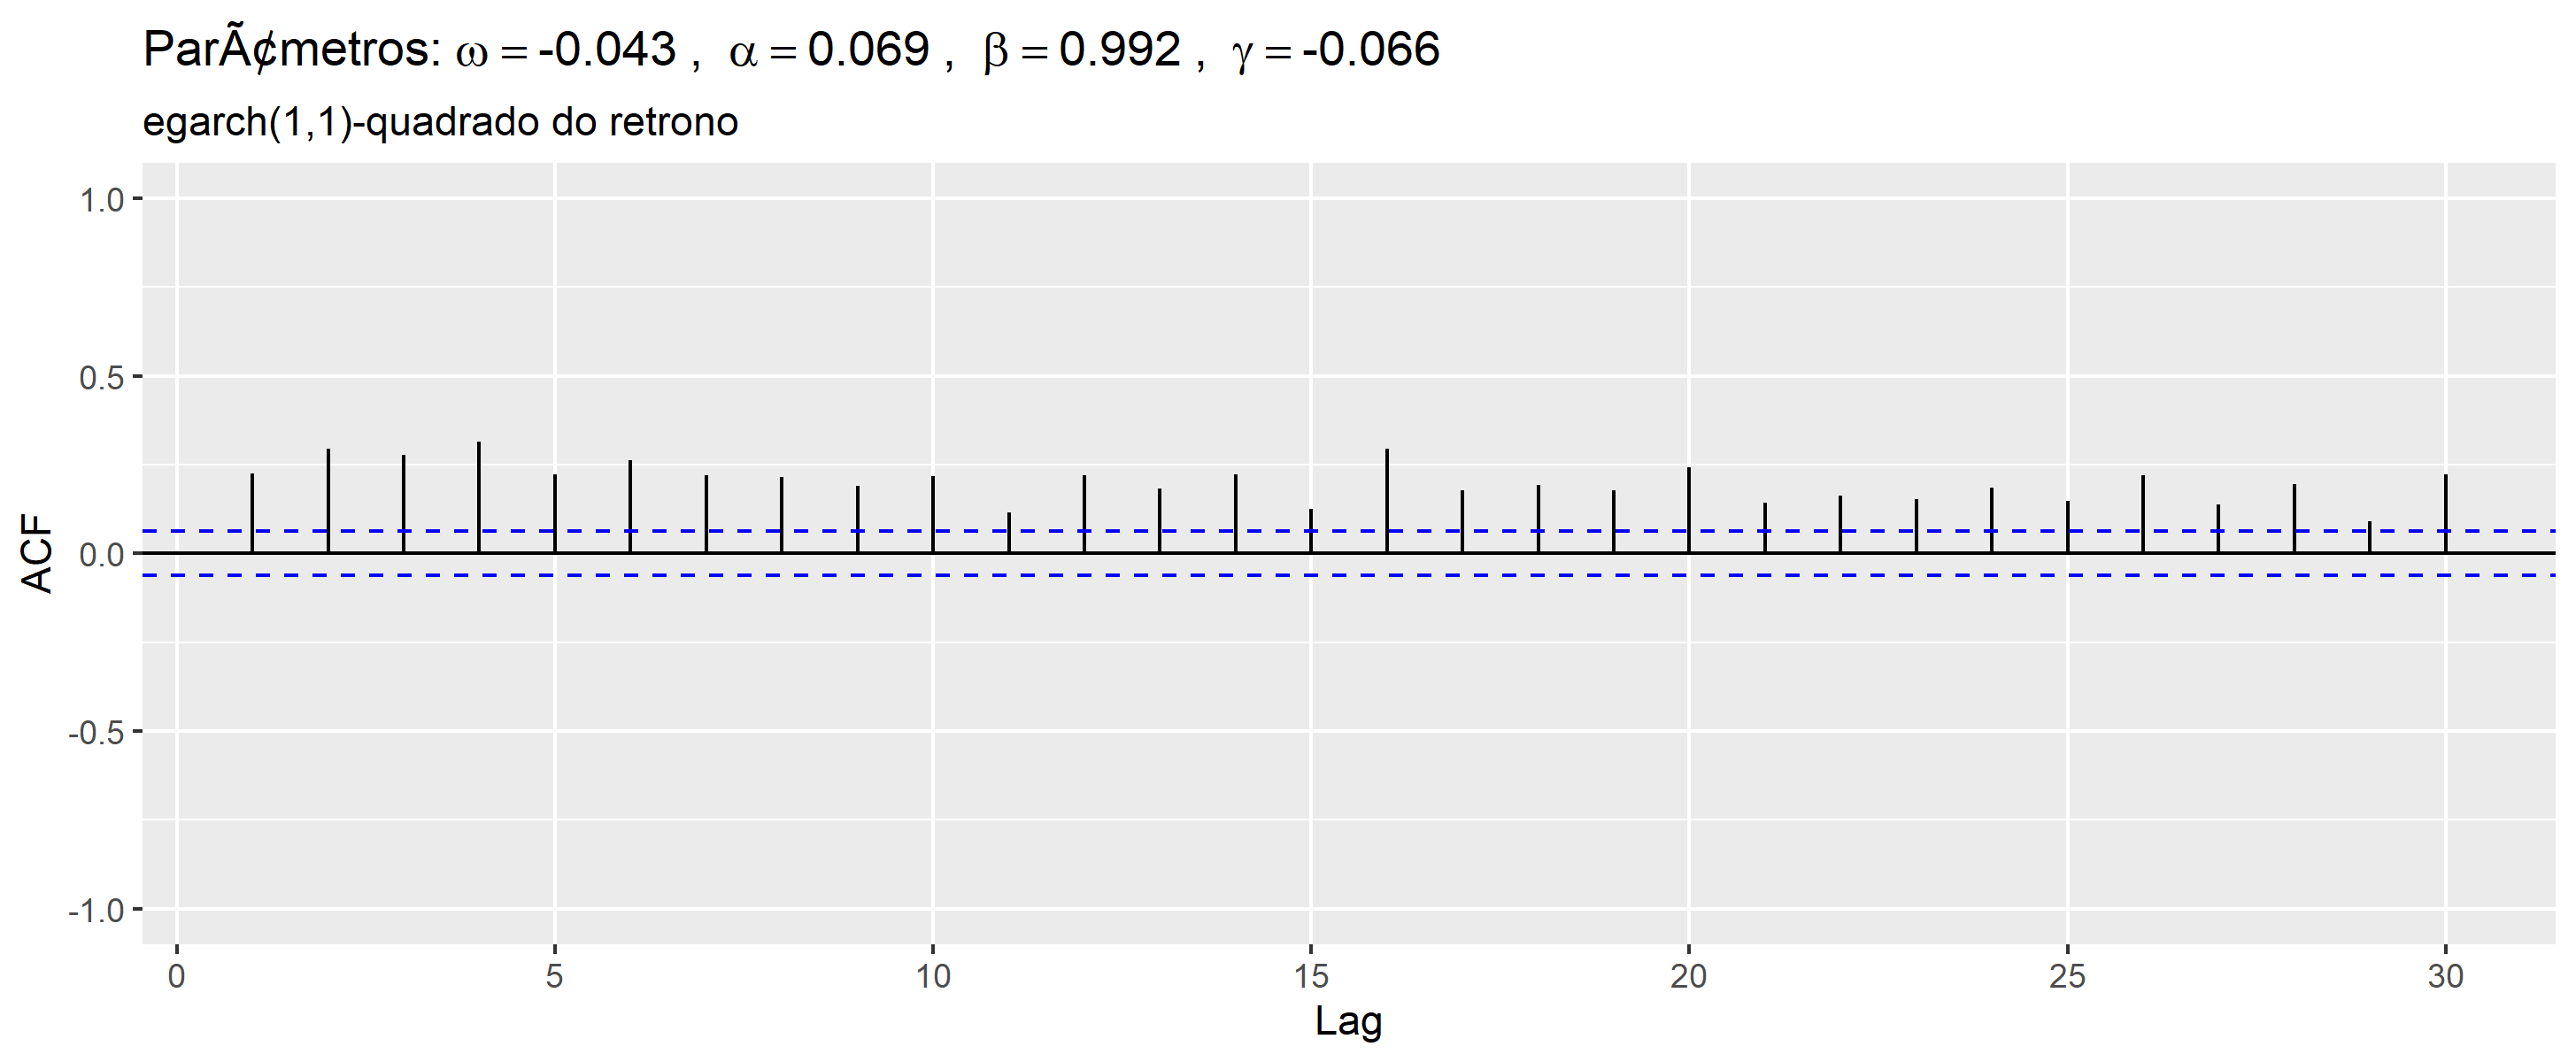 ParÃ¢metros: ω = -0.043 , α = 0.069 , β = 0.992 , γ = -0.066
egarch(1,1)-quadrado do retrono
1.0
0.5
0.0
-0.5
-1.0
ACF
0 5 10 15 20 25 30
Lag